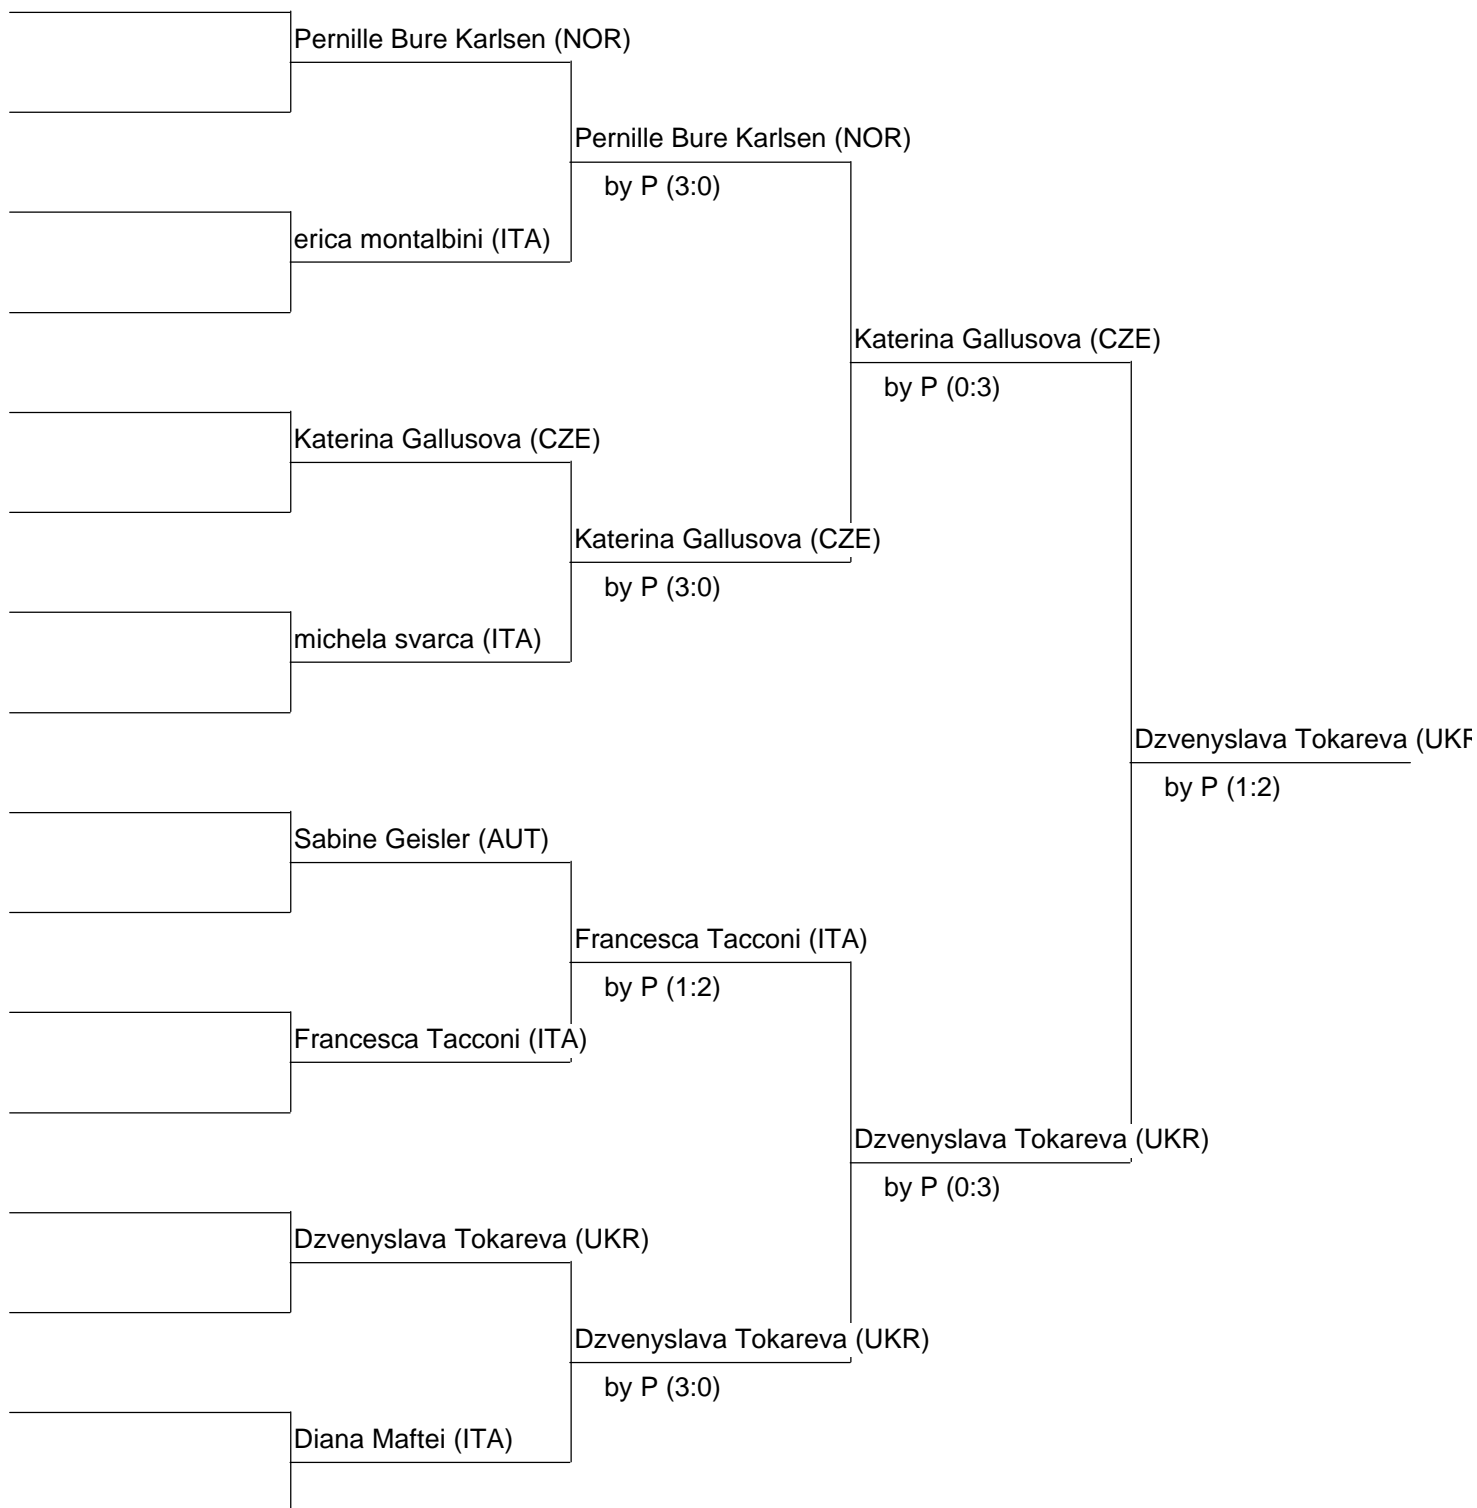 Pernille Bure Karlsen (NOR)
Pernille Bure Karlsen (NOR)
by P (3:0)
erica montalbini (ITA)
Katerina Gallusova (CZE)
by P (0:3)
Katerina Gallusova (CZE)
Katerina Gallusova (CZE)
by P (3:0)
michela svarca (ITA)
Dzvenyslava Tokareva (UKR
by P (1:2)
Sabine Geisler (AUT)
Francesca Tacconi (ITA)
by P (1:2)
Francesca Tacconi (ITA)
Dzvenyslava Tokareva (UKR)
by P (0:3)
Dzvenyslava Tokareva (UKR)
Dzvenyslava Tokareva (UKR)
by P (3:0)
Diana Maftei (ITA)